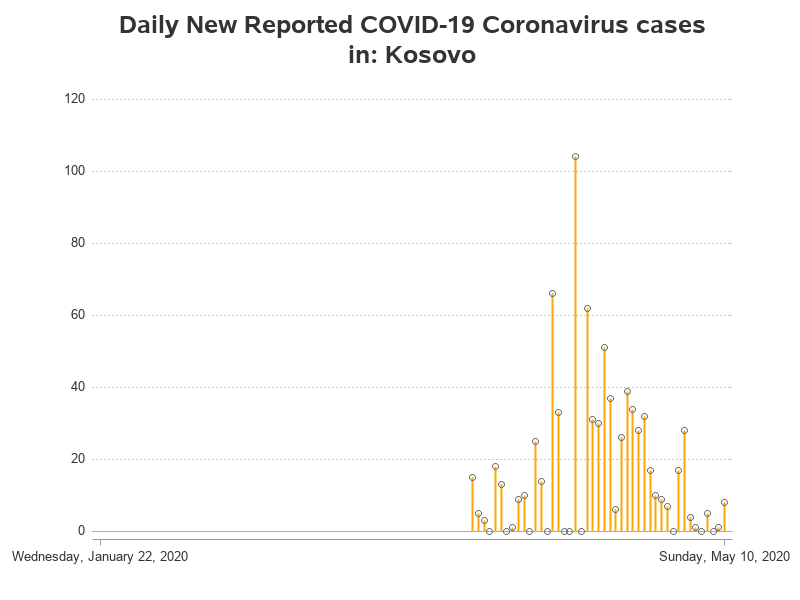 Daily New Reported COVID-19 Coronavirus cases
in: Kosovo
120
100
80
60
40
20
0
Wednesday, January 22, 2020
Sunday, May 10, 2020